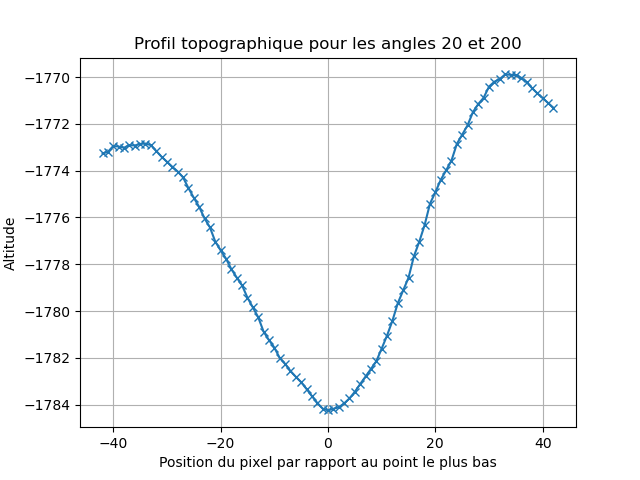 Profil topographique pour les angles 20 et 200
Altitude
−1770
−1772
−1774
−1776
−1778
−1780
−1782
−1784
−40 −20 0 20 40
Position du pixel par rapport au point le plus bas